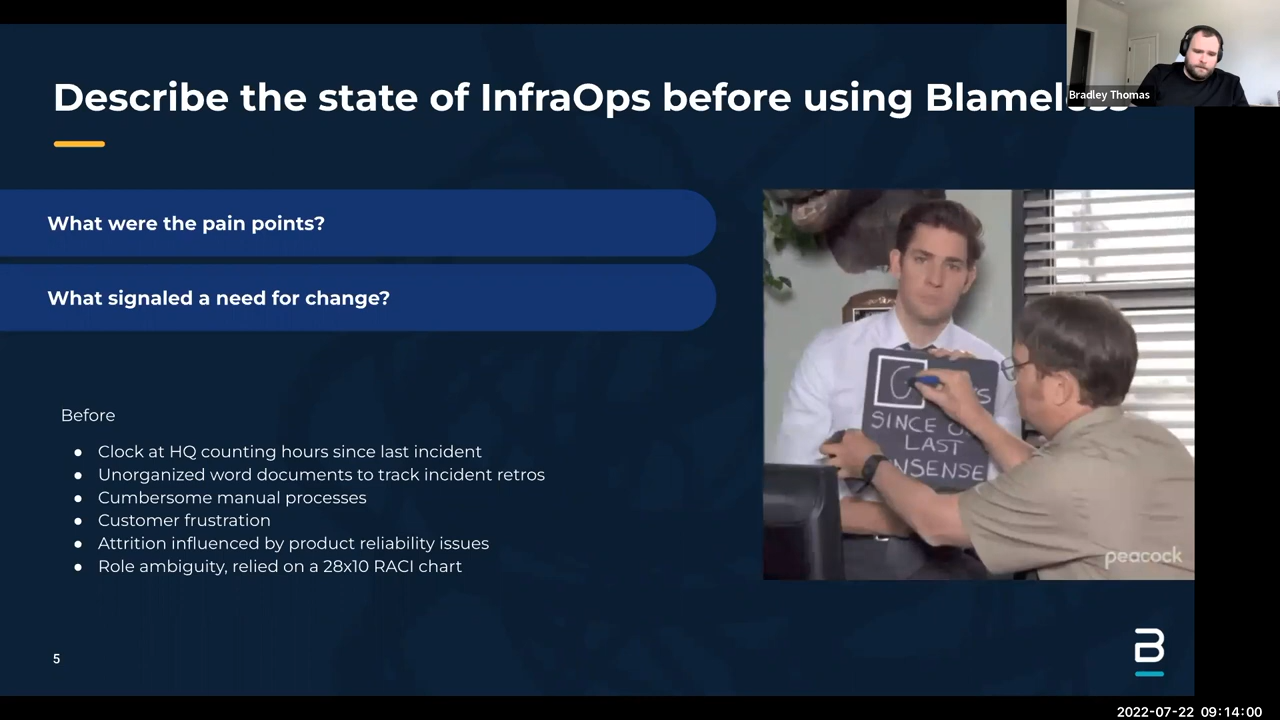 Describe the state of InfraOps before using Blameless
Bradley Thomas
What were the pain points?
What signaled a need for change?
SINCE
LAST
Before
● Clock at HQ counting hours since last incident
● Unorganized word documents to track incident retros
● Cumbersome manual processes
● Customer frustration
● Attrition influenced by product reliability issues
● Role ambiguity, relied on a 28x10 RACI chart
peacock
5
B
2022-07-22 09:14:00